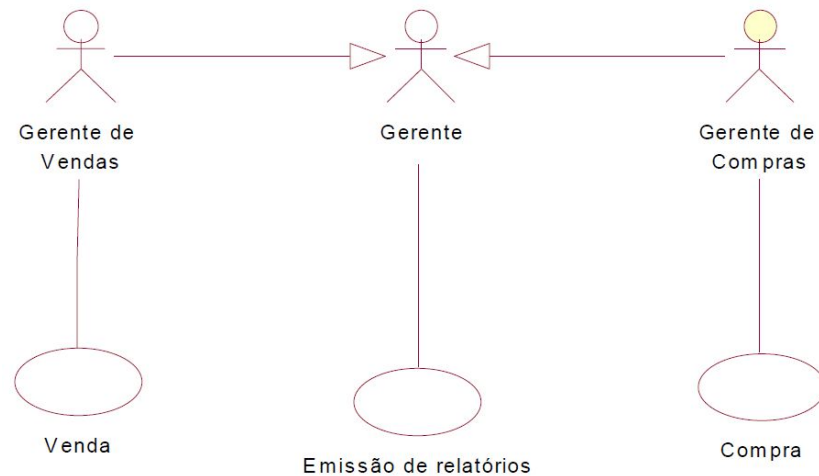 Gerente de
Vendas
Gerente
Gerente de
Compras
Venda
Emissão de relatórios
Compra